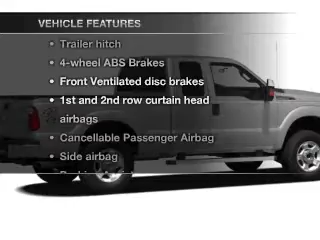 VEHICLE FEATURES
• Trailer hitch
• 4-wheel ABS Brakes
• Front Ventilated disc brakes
• 1st and 2nd row curtain head
airbags
• Cancellable Passenger Airbag
• Side airbag